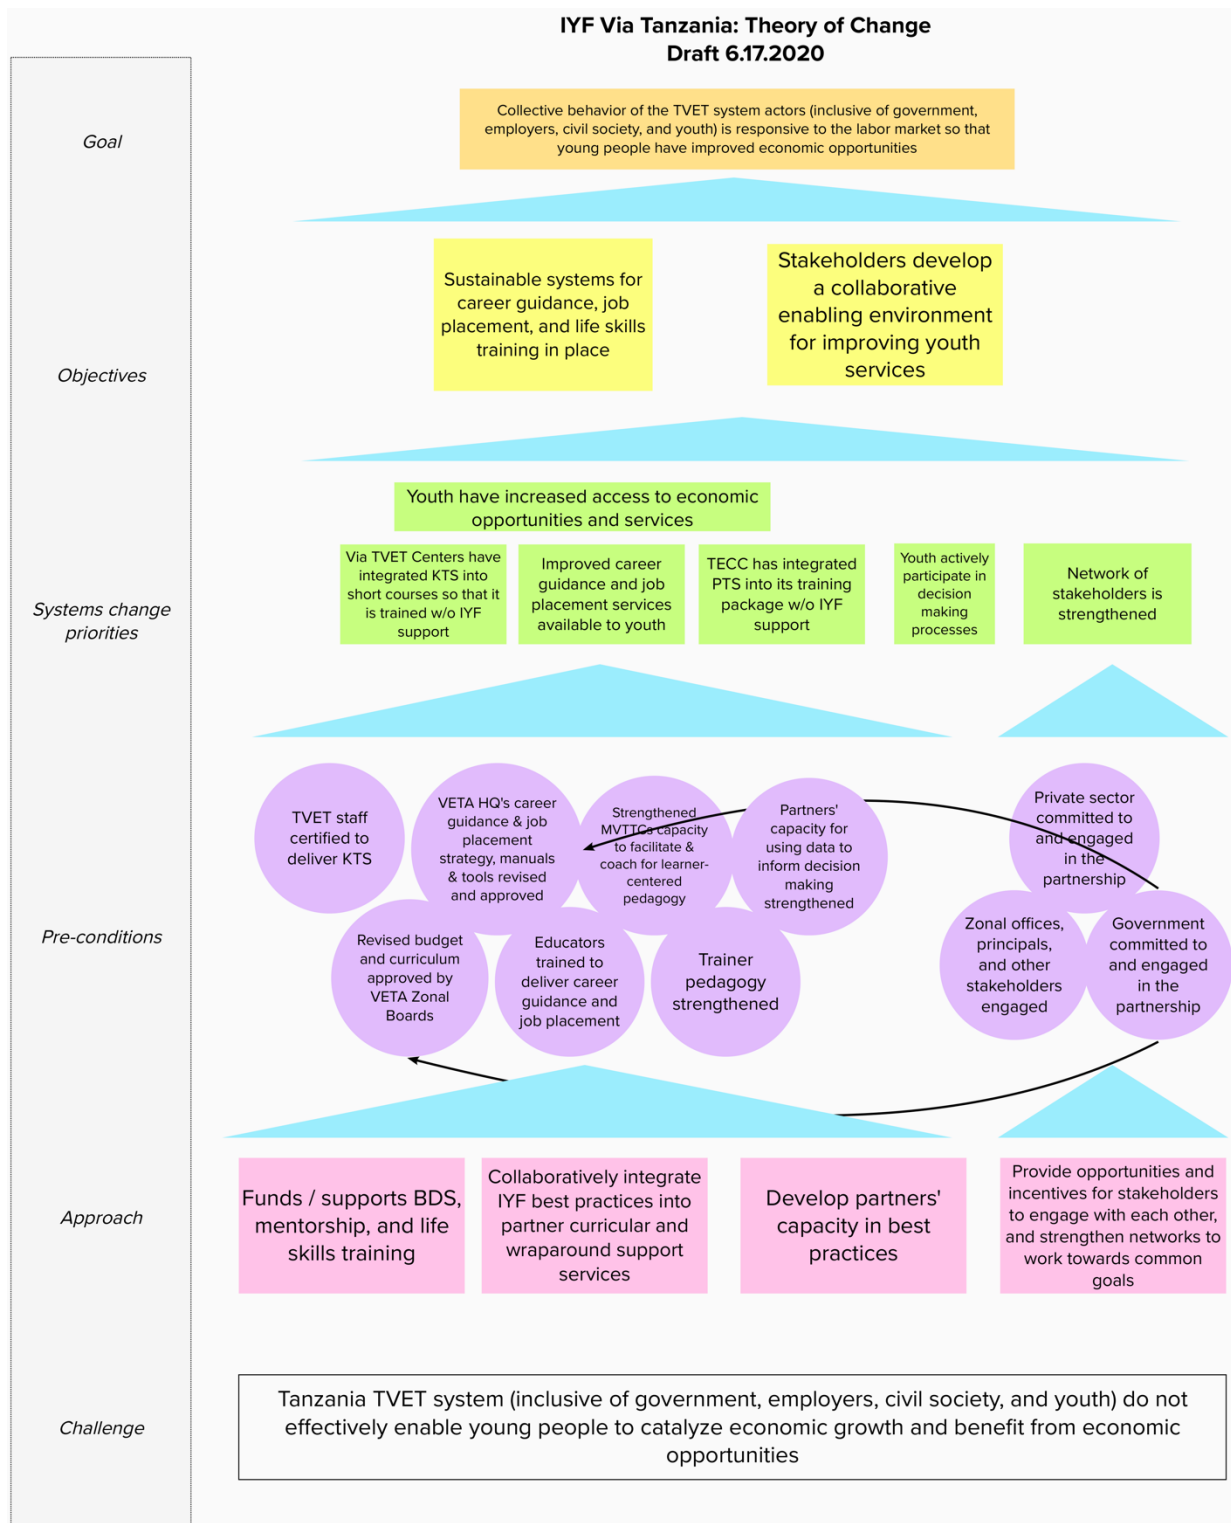 IYF Via Tanzania: Theory of Change
Draft 6.17.2020
Goal
Collective behavior of the TVET system actors (inclusive of government,
employers, civil society, and youth) is responsive to the labor market so that
young people have improved economic opportunities
Objectives
Sustainable systems for
career guidance, job
placement, and life skills
training in place
Stakeholders develop
a collaborative
enabling environment
for improving youth
services
Systems change
priorities
Youth have increased access to economic
opportunities and services
Via TVET Centers have
integrated KTS into
short courses so that it
is trained w/o IYF
support
Improved career
guidance and job
placement services
available to youth
TECC has integrated
PTS into its training
package w/o IYF
support
Youth actively
participate in
decision
making
processes
Network of
stakeholders is
strengthened
Pre-conditions
TVET staff
certified to
deliver KTS
VETA HQ's career
guidance & job
placement
strategy, manuals
& tools revised
and approved
Strengthened
MVTTCs capacity
to facilitate &
coach for learner-
centered
pedagogy
Partners'
capacity for
using data to
inform decision
making
strengthened
Private sector
committed to
and engaged
in the
partnership
Revised budget
and curriculum
approved by
VETA Zonal
Boards
Educators
trained to
deliver career
guidance and
job placement
Trainer
pedagogy
strengthened
Zonal offices,
principals,
and other
stakeholders
engaged
Government
committed to
and engaged
in the
partnership
Approach
Funds / supports BDS,
mentorship, and life
skills training
Collaboratively integrate
IYF best practices into
partner curricular and
wraparound support
services
Develop partners'
capacity in best
practices
Provide opportunities and
incentives for stakeholders
to engage with each other,
and strengthen networks to
work towards common
goals
Challenge
Tanzania TVET system (inclusive of government, employers, civil society, and youth) do not
effectively enable young people to catalyze economic growth and benefit from economic
opportunities